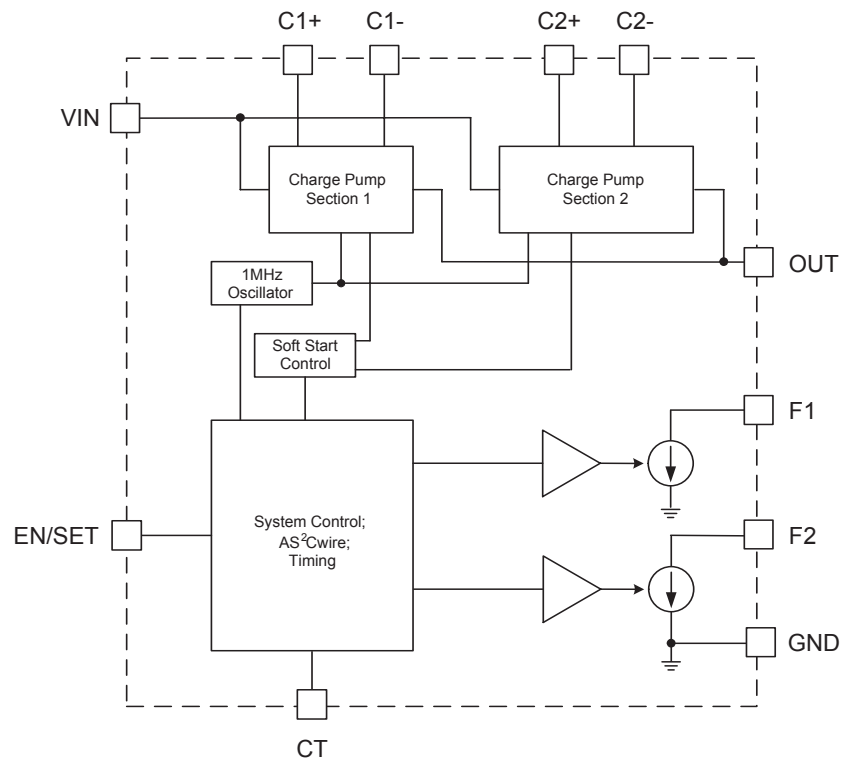 C1+ C1- C2+ C2-
VIN
Charge Pump
Section 1
Charge Pump
Section 2
OUT
1MHz
Oscillator
Soft Start
Control
F1
EN/SET
System Control;
AS²Cwire;
Timing
F2
GND
CT